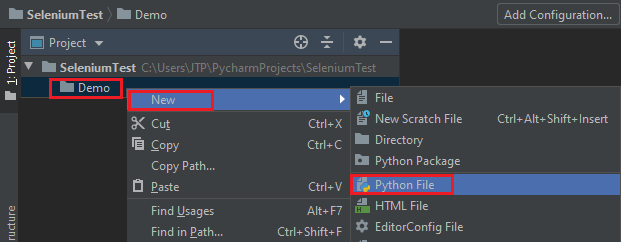 SeleniumTest Demo Add Configuration...
1: Project
Project
SeleniumTest C:\Users\JTP\PycharmProjects\SeleniumTest
Demo
New
Cut Ctrl+X
Copy Ctrl+C
Copy Path...
Paste Ctrl+V
Find Usages Alt+F7
Find in Path... Ctrl+Shift+F
File
New Scratch File Ctrl+Alt+Shift+Insert
Directory
Python Package
Python File
HTML File
EditorConfig File
ructure